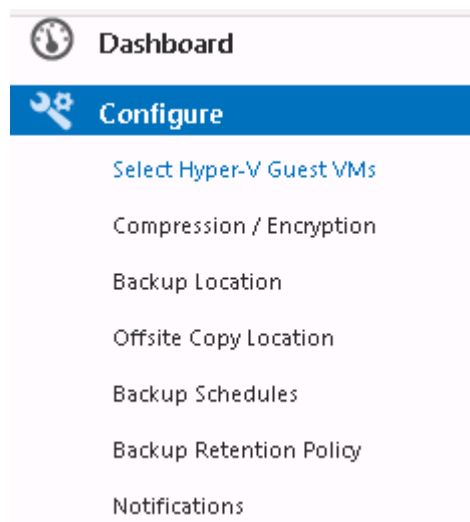 Dashboard
Configure
Select Hyper-V Guest VMs
Compression / Encryption
Backup Location
Offsite Copy Location
Backup Schedules
Backup Retention Policy
Notifications